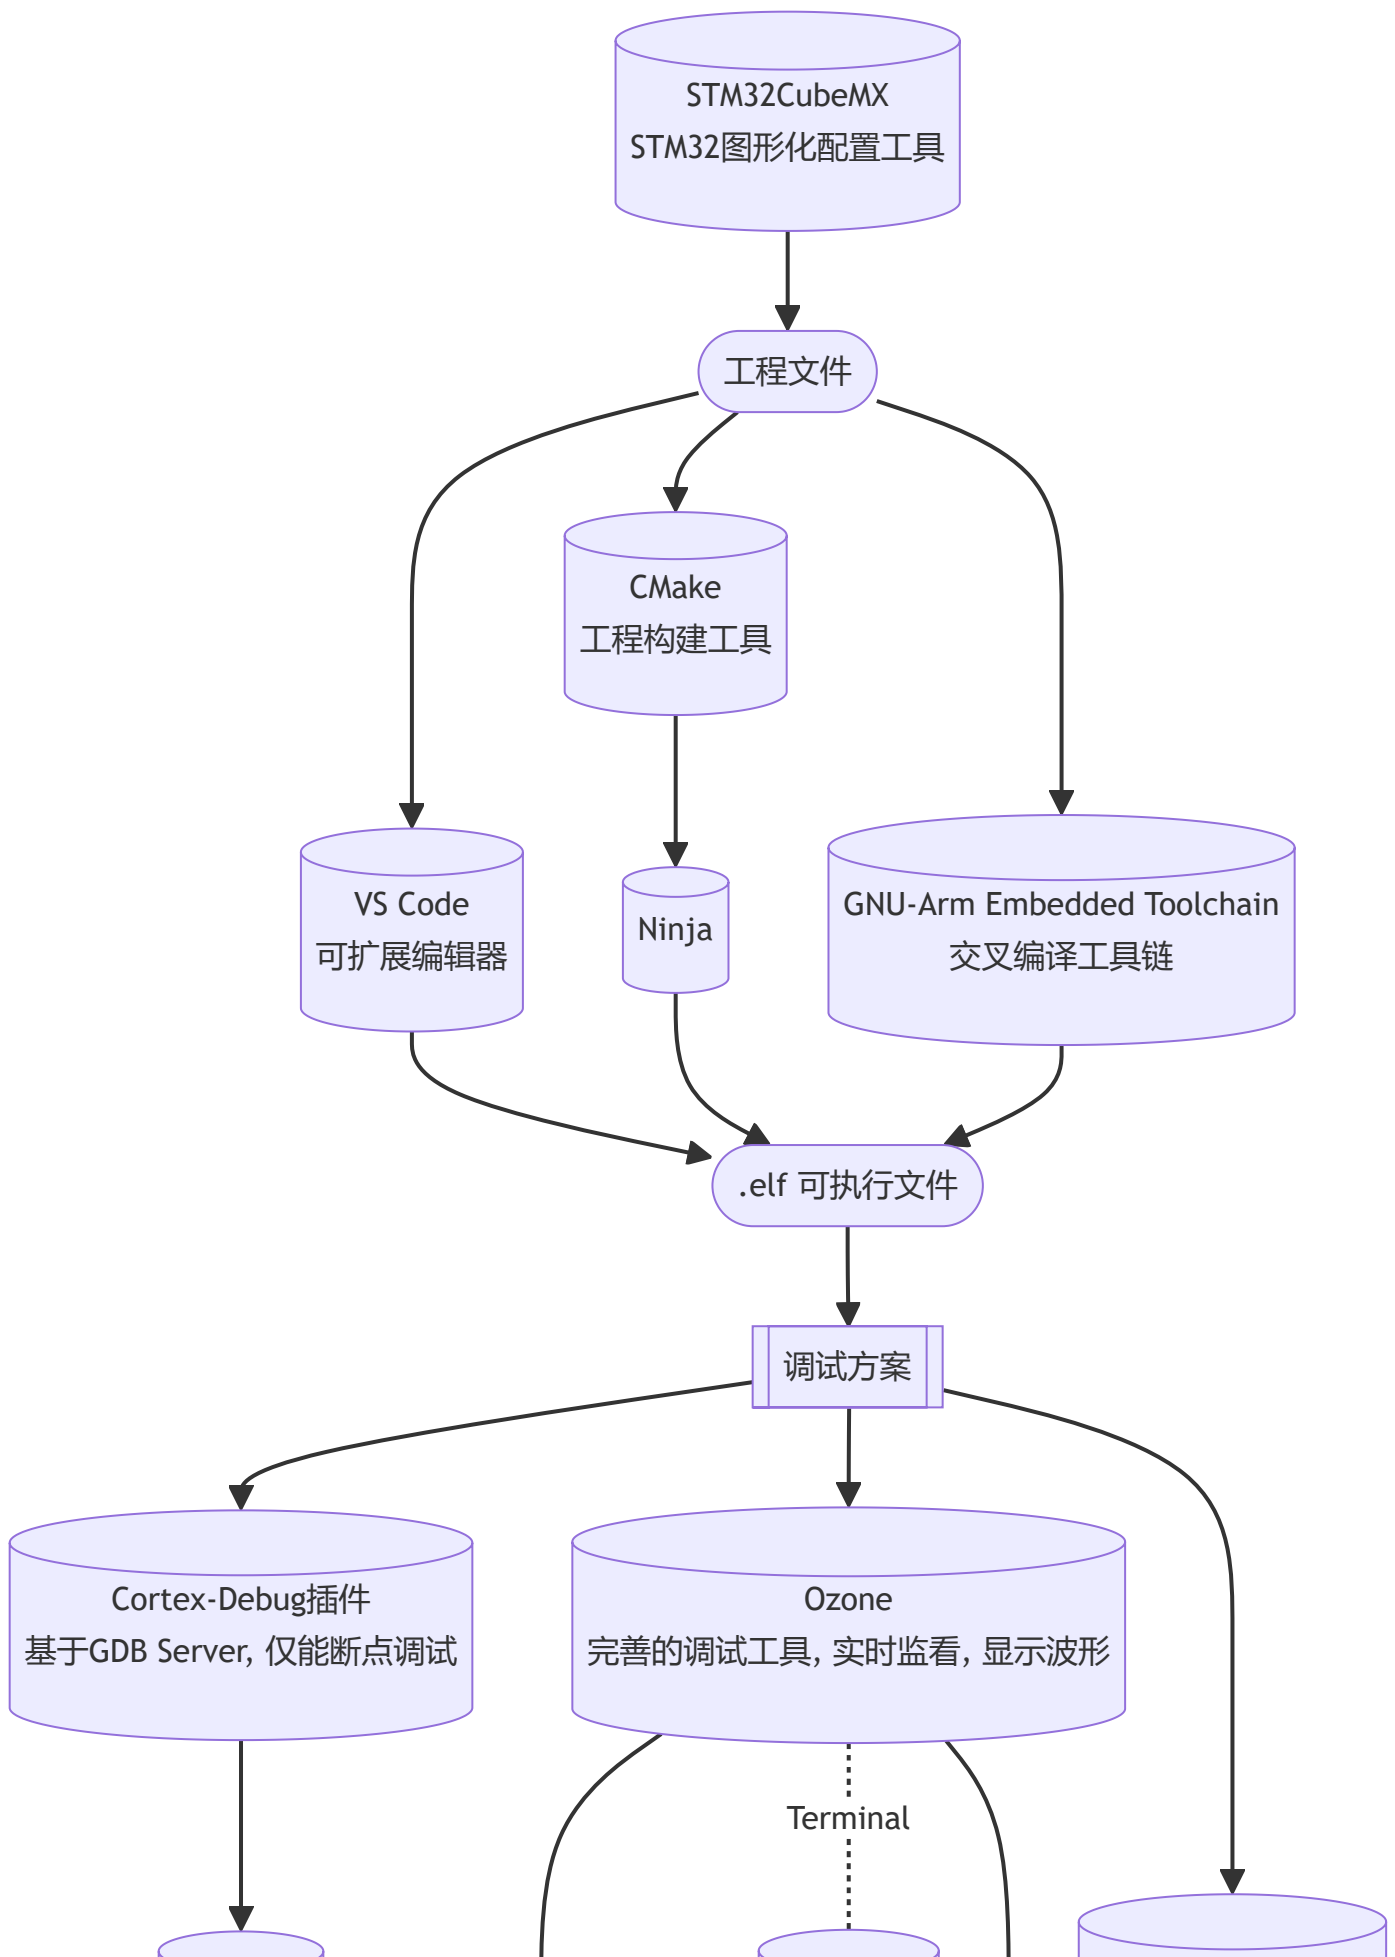 STM32CubeMX
STM32图形化配置工具
工程文件
CMake
工程构建工具
VS Code
可扩展编辑器
Ninja
GNU-Arm Embedded Toolchain
交叉编译工具链
.elf 可执行文件
调试方案
Cortex-Debug插件
基于GDB Server, 仅能断点调试
Ozone
完善的调试工具, 实时监看, 显示波形
Terminal